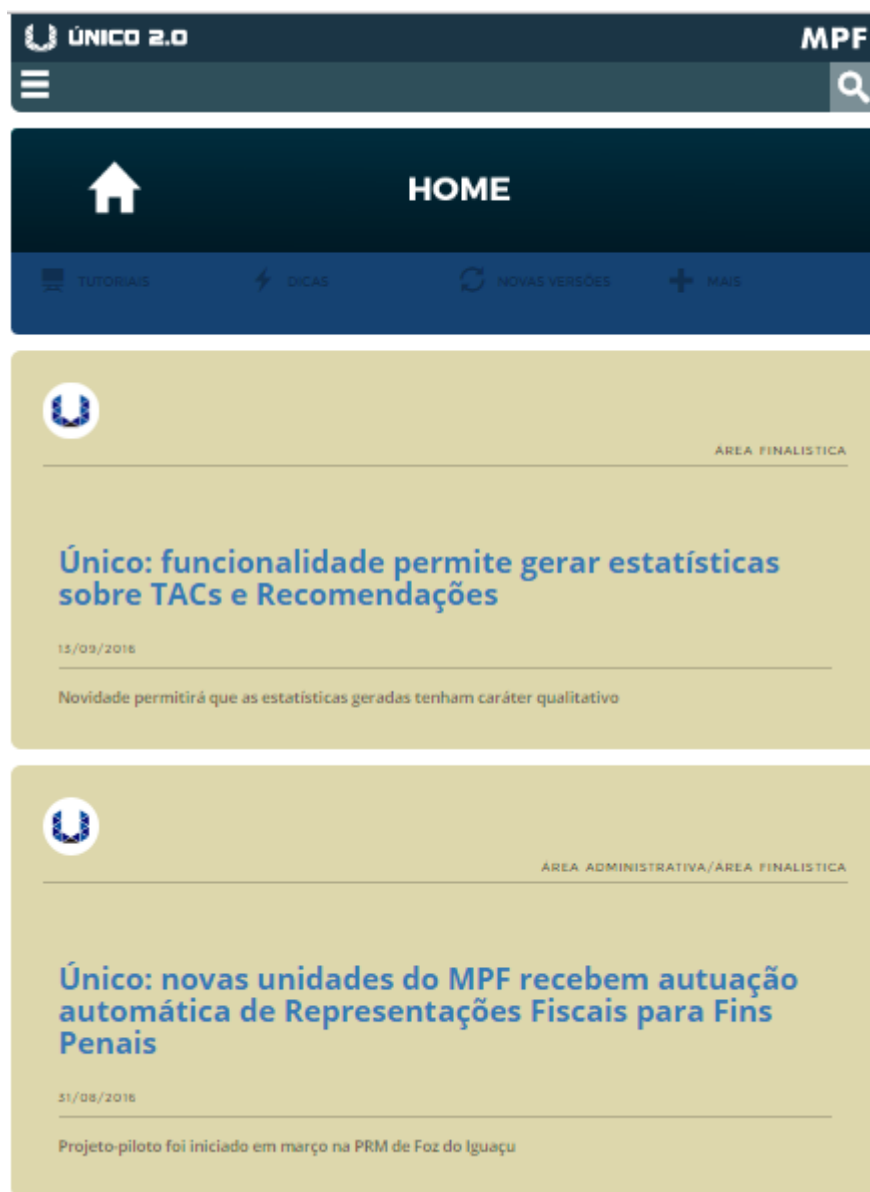 ÚNICO 2.0 MPF
HOME
TUTORIAIS DICAS NOVAS VERSÕES MAIS
ÁREA FINALISTICA
Único: funcionalidade permite gerar estatísticas
sobre TACs e Recomendações
13/09/2016
Novidade permitirá que as estatísticas geradas tenham caráter qualitativo
ÁREA ADMINISTRATIVA/ÁREA FINALISTICA
Único: novas unidades do MPF recebem autuação
automática de Representações Fiscais para Fins
Penais
31/08/2016
Projeto-piloto foi iniciado em março na PRM de Foz do Iguaçu